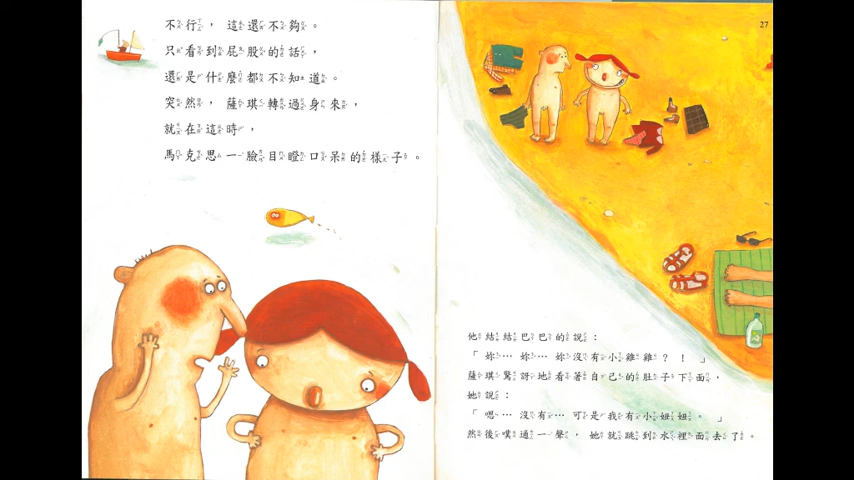 不行，這還不夠。
只看到屁股的話，
還是什麼都不知道。
突然，薩琪轉過身來，
就在這時，
馬克思一臉目瞪口呆的樣子。
27
他結結巴巴的說：
「妳…妳…妳沒有小雞雞？！」
薩琪驚訝地看著自己的肚子下面，
她說：
「嗯…沒有…可是我有小妞妞。」
然後噗通一聲，她就跳到水裡面去了。